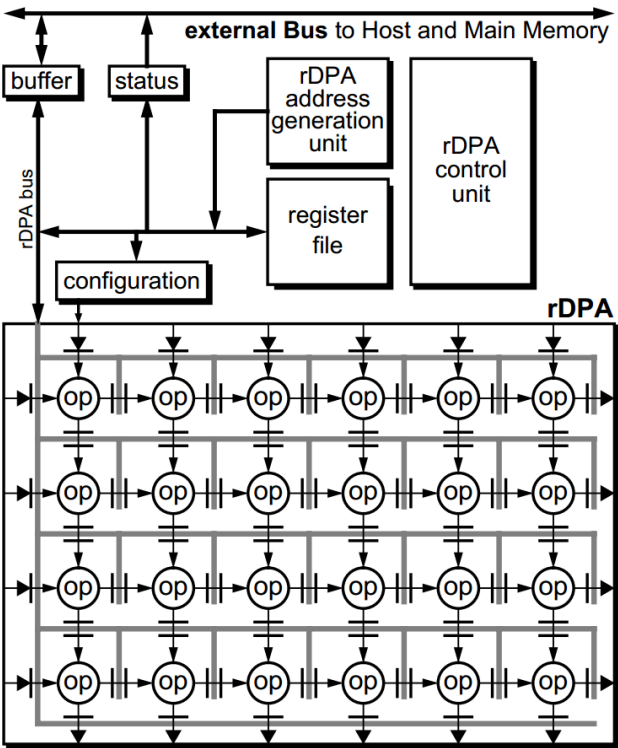 external Bus to Host and Main Memory
buffer
status
rDPA
address
generation
unit
rDPA
control
unit
rDPA bus
register
file
configuration
rDPA
op op op op op op
op op op op op op
op op op op op op
op op op op op op